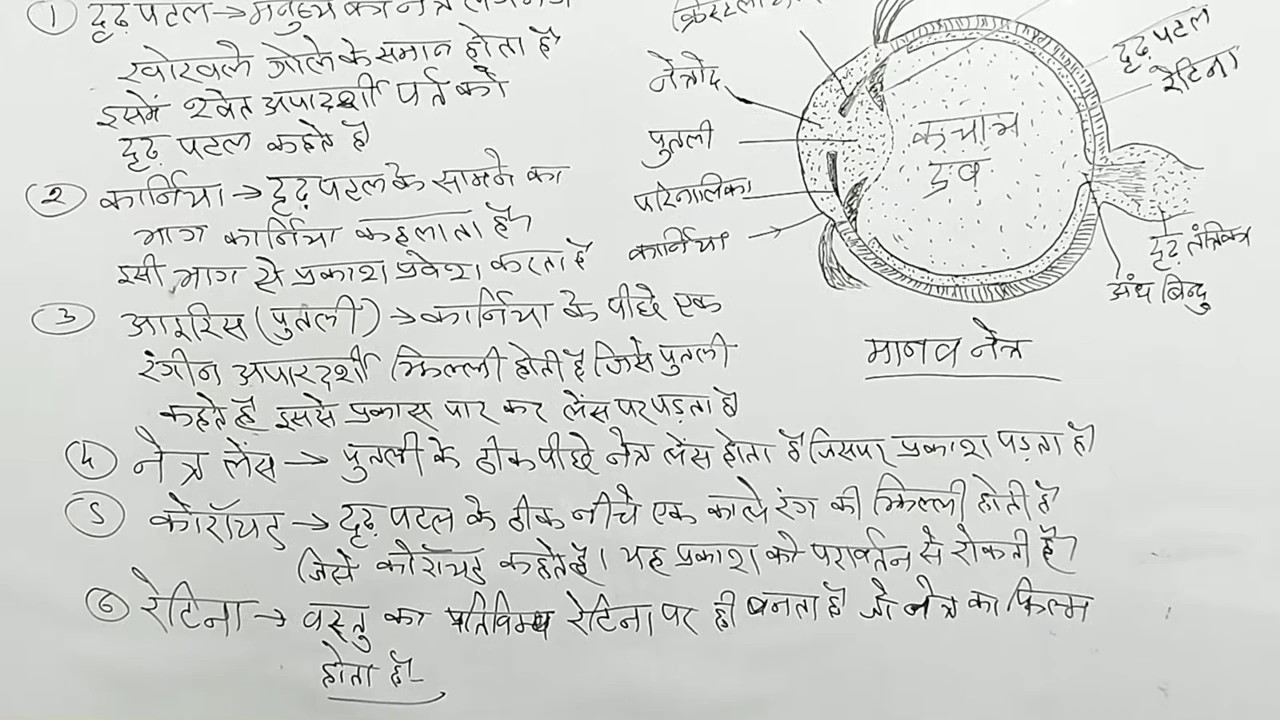 ① दृढ़ पटल → मनुष्य का नेत्र लगभग
खोखले गोले के समान होता है
इसमें श्वेत अपारदर्शी पर्त को
दृढ़ पटल कहते है
② कार्निया → दृढ़ पटल के सामने का
भाग कार्निया कहलाता है,
इसी भाग से प्रकाश प्रवेश करता है
③ आइरिस (पुतली) → कार्निया के पीछे एक
रंगीन अपारदर्शी झिल्ली होती है जिसे पुतली
कहते है इससे प्रकास पार कर लेंस पर पड़ता है
④ नेत्र लेंस → पुतली के ठीक पीछे नेत्र लेंस होता है जिसपर प्रकाश पड़ता है
⑤ कोरॉयड → दृढ़ पटल के ठीक नीचे एक काले रंग की झिल्ली होती है
जिसे कोरॉयड कहते है। यह प्रकाश को परावर्तन से रोकती है
⑥ रेटिना → वस्तु का प्रतिविम्ब रेटिना पर ही बनता है जो नेत्र का फिल्म
होता है
नेत्रोद
पुतली
परिनालिका
कार्निया
कचाभ
द्रव
दृढ़ पटल
रेटिना
दृढ़ तंत्रिका
अंध बिन्दु
मानव नेत्र